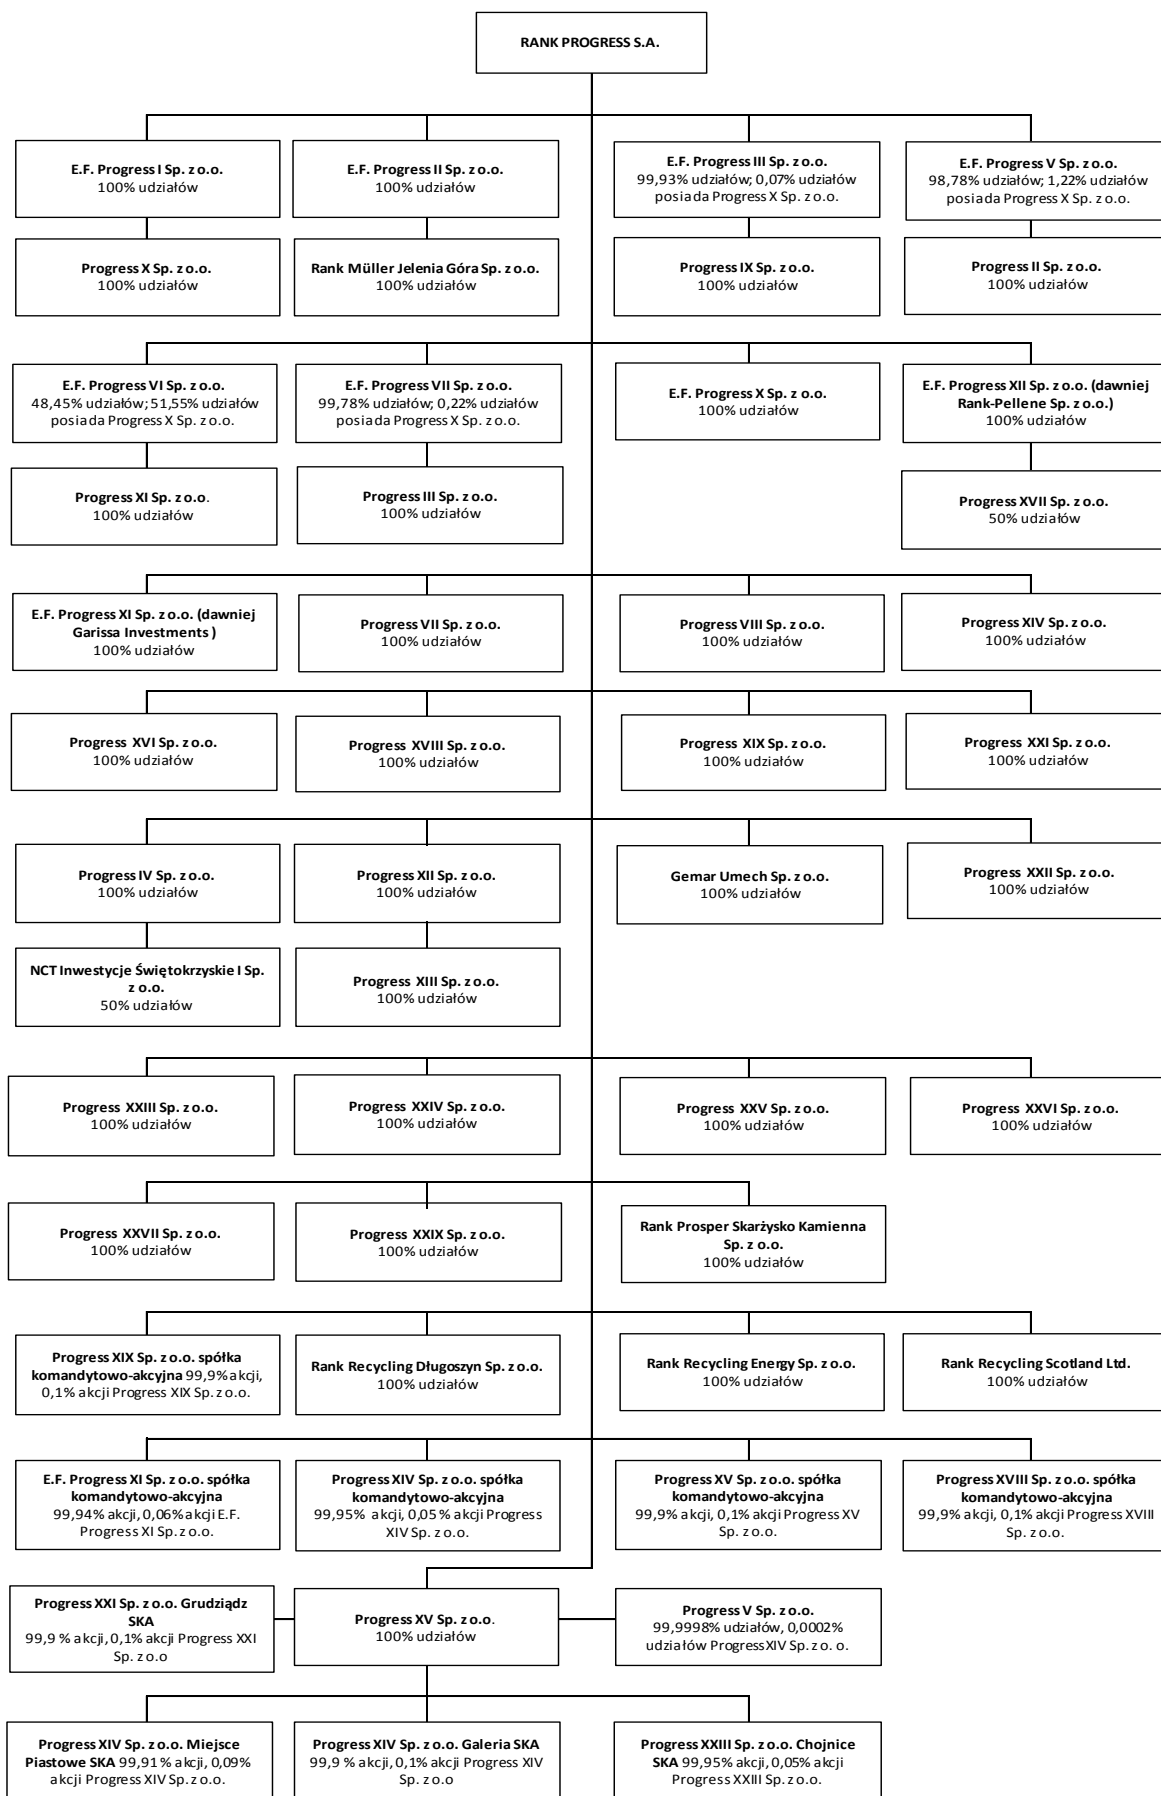 RANK PROGRESS S.A.
E.F. Progress I Sp. z o.o.
100% udziałów
E.F. Progress II Sp. z o.o.
100% udziałów
E.F. Progress III Sp. z o.o.
99,93% udziałów; 0,07% udziałów
posiada Progress X Sp. z o.o.
E.F. Progress V Sp. z o.o.
98,78% udziałów; 1,22% udziałów
posiada Progress X Sp. z o.o.
Progress X Sp. z o.o.
100% udziałów
Rank Müller Jelenia Góra Sp. z o.o.
100% udziałów
Progress IX Sp. z o.o.
100% udziałów
Progress II Sp. z o.o.
100% udziałów
E.F. Progress VI Sp. z o.o.
48,45% udziałów; 51,55% udziałów
posiada Progress X Sp. z o.o.
E.F. Progress VII Sp. z o.o.
99,78% udziałów; 0,22% udziałów
posiada Progress X Sp. z o.o.
E.F. Progress X Sp. z o.o.
100% udziałów
E.F. Progress XII Sp. z o.o. (dawniej
Rank-Pellene Sp. z o.o.)
100% udziałów
Progress XI Sp. z o.o.
100% udziałów
Progress III Sp. z o.o.
100% udziałów
Progress XVII Sp. z o.o.
50% udziałów
E.F. Progress XI Sp. z o.o. (dawniej
Garissa Investments )
100% udziałów
Progress VII Sp. z o.o.
100% udziałów
Progress VIII Sp. z o.o.
100% udziałów
Progress XIV Sp. z o.o.
100% udziałów
Progress XVI Sp. z o.o.
100% udziałów
Progress XVIII Sp. z o.o.
100% udziałów
Progress XIX Sp. z o.o.
100% udziałów
Progress XXI Sp. z o.o.
100% udziałów
Progress IV Sp. z o.o.
100% udziałów
Progress XII Sp. z o.o.
100% udziałów
Gemar Umech Sp. z o.o.
100% udziałów
Progress XXII Sp. z o.o.
100% udziałów
NCT Inwestycje Świętokrzyskie I Sp.
z o.o.
50% udziałów
Progress XIII Sp. z o.o.
100% udziałów
Progress XXIII Sp. z o.o.
100% udziałów
Progress XXIV Sp. z o.o.
100% udziałów
Progress XXV Sp. z o.o.
100% udziałów
Progress XXVI Sp. z o.o.
100% udziałów
Progress XXVII Sp. z o.o.
100% udziałów
Progress XXIX Sp. z o.o.
100% udziałów
Rank Prosper Skarżysko Kamienna
Sp. z o.o.
100% udziałów
Progress XIX Sp. z o.o. spółka
komandytowo-akcyjna 99,9% akcji,
0,1% akcji Progress XIX Sp. z o.o.
Rank Recycling Długoszyn Sp. z o.o.
100% udziałów
Rank Recycling Energy Sp. z o.o.
100% udziałów
Rank Recycling Scotland Ltd.
100% udziałów
E.F. Progress XI Sp. z o.o. spółka
komandytowo-akcyjna
99,94% akcji, 0,06% akcji E.F.
Progress XI Sp. z o.o.
Progress XIV Sp. z o.o. spółka
komandytowo-akcyjna
99,95% akcji, 0,05 % akcji Progress
XIV Sp. z o.o.
Progress XV Sp. z o.o. spółka
komandytowo-akcyjna
99,9% akcji, 0,1% akcji Progress XV
Sp. z o.o.
Progress XVIII Sp. z o.o. spółka
komandytowo-akcyjna
99,9% akcji, 0,1% akcji Progress XVIII
Sp. z o.o.
Progress XXI Sp. z o.o. Grudziądz
SKA
99,9 % akcji, 0,1% akcji Progress XXI
Sp. z o.o
Progress XV Sp. z o.o.
100% udziałów
Progress V Sp. z o.o.
99,9998% udziałów, 0,0002%
udziałów ProgressXIV Sp. z o. o.
Progress XIV Sp. z o.o. Miejsce
Piastowe SKA 99,91 % akcji, 0,09%
akcji Progress XIV Sp. z o.o.
Progress XIV Sp. z o.o. Galeria SKA
99,9 % akcji, 0,1% akcji Progress XIV
Sp. z o.o
Progress XXIII Sp. z o.o. Chojnice
SKA 99,95% akcji, 0,05% akcji
Progress XXIII Sp. z o.o.